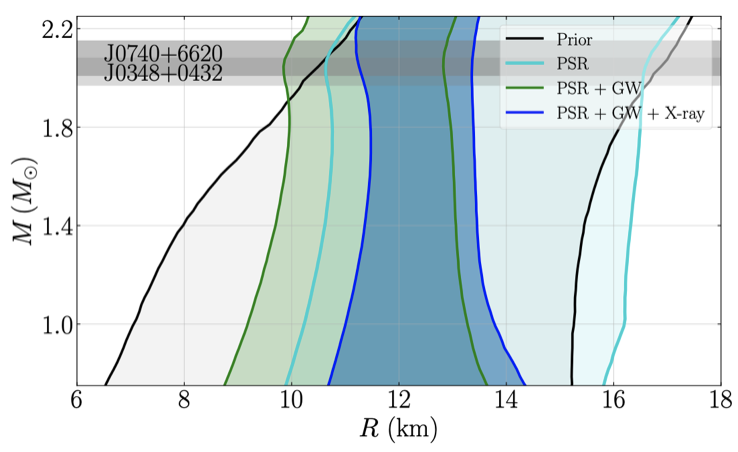 2.2
1.8
1.4
1.0
M (M⊙)
J0740+6620
J0348+0432
Prior
PSR
PSR + GW
PSR + GW + X-ray
6 8 10 12 14 16 18
R (km)